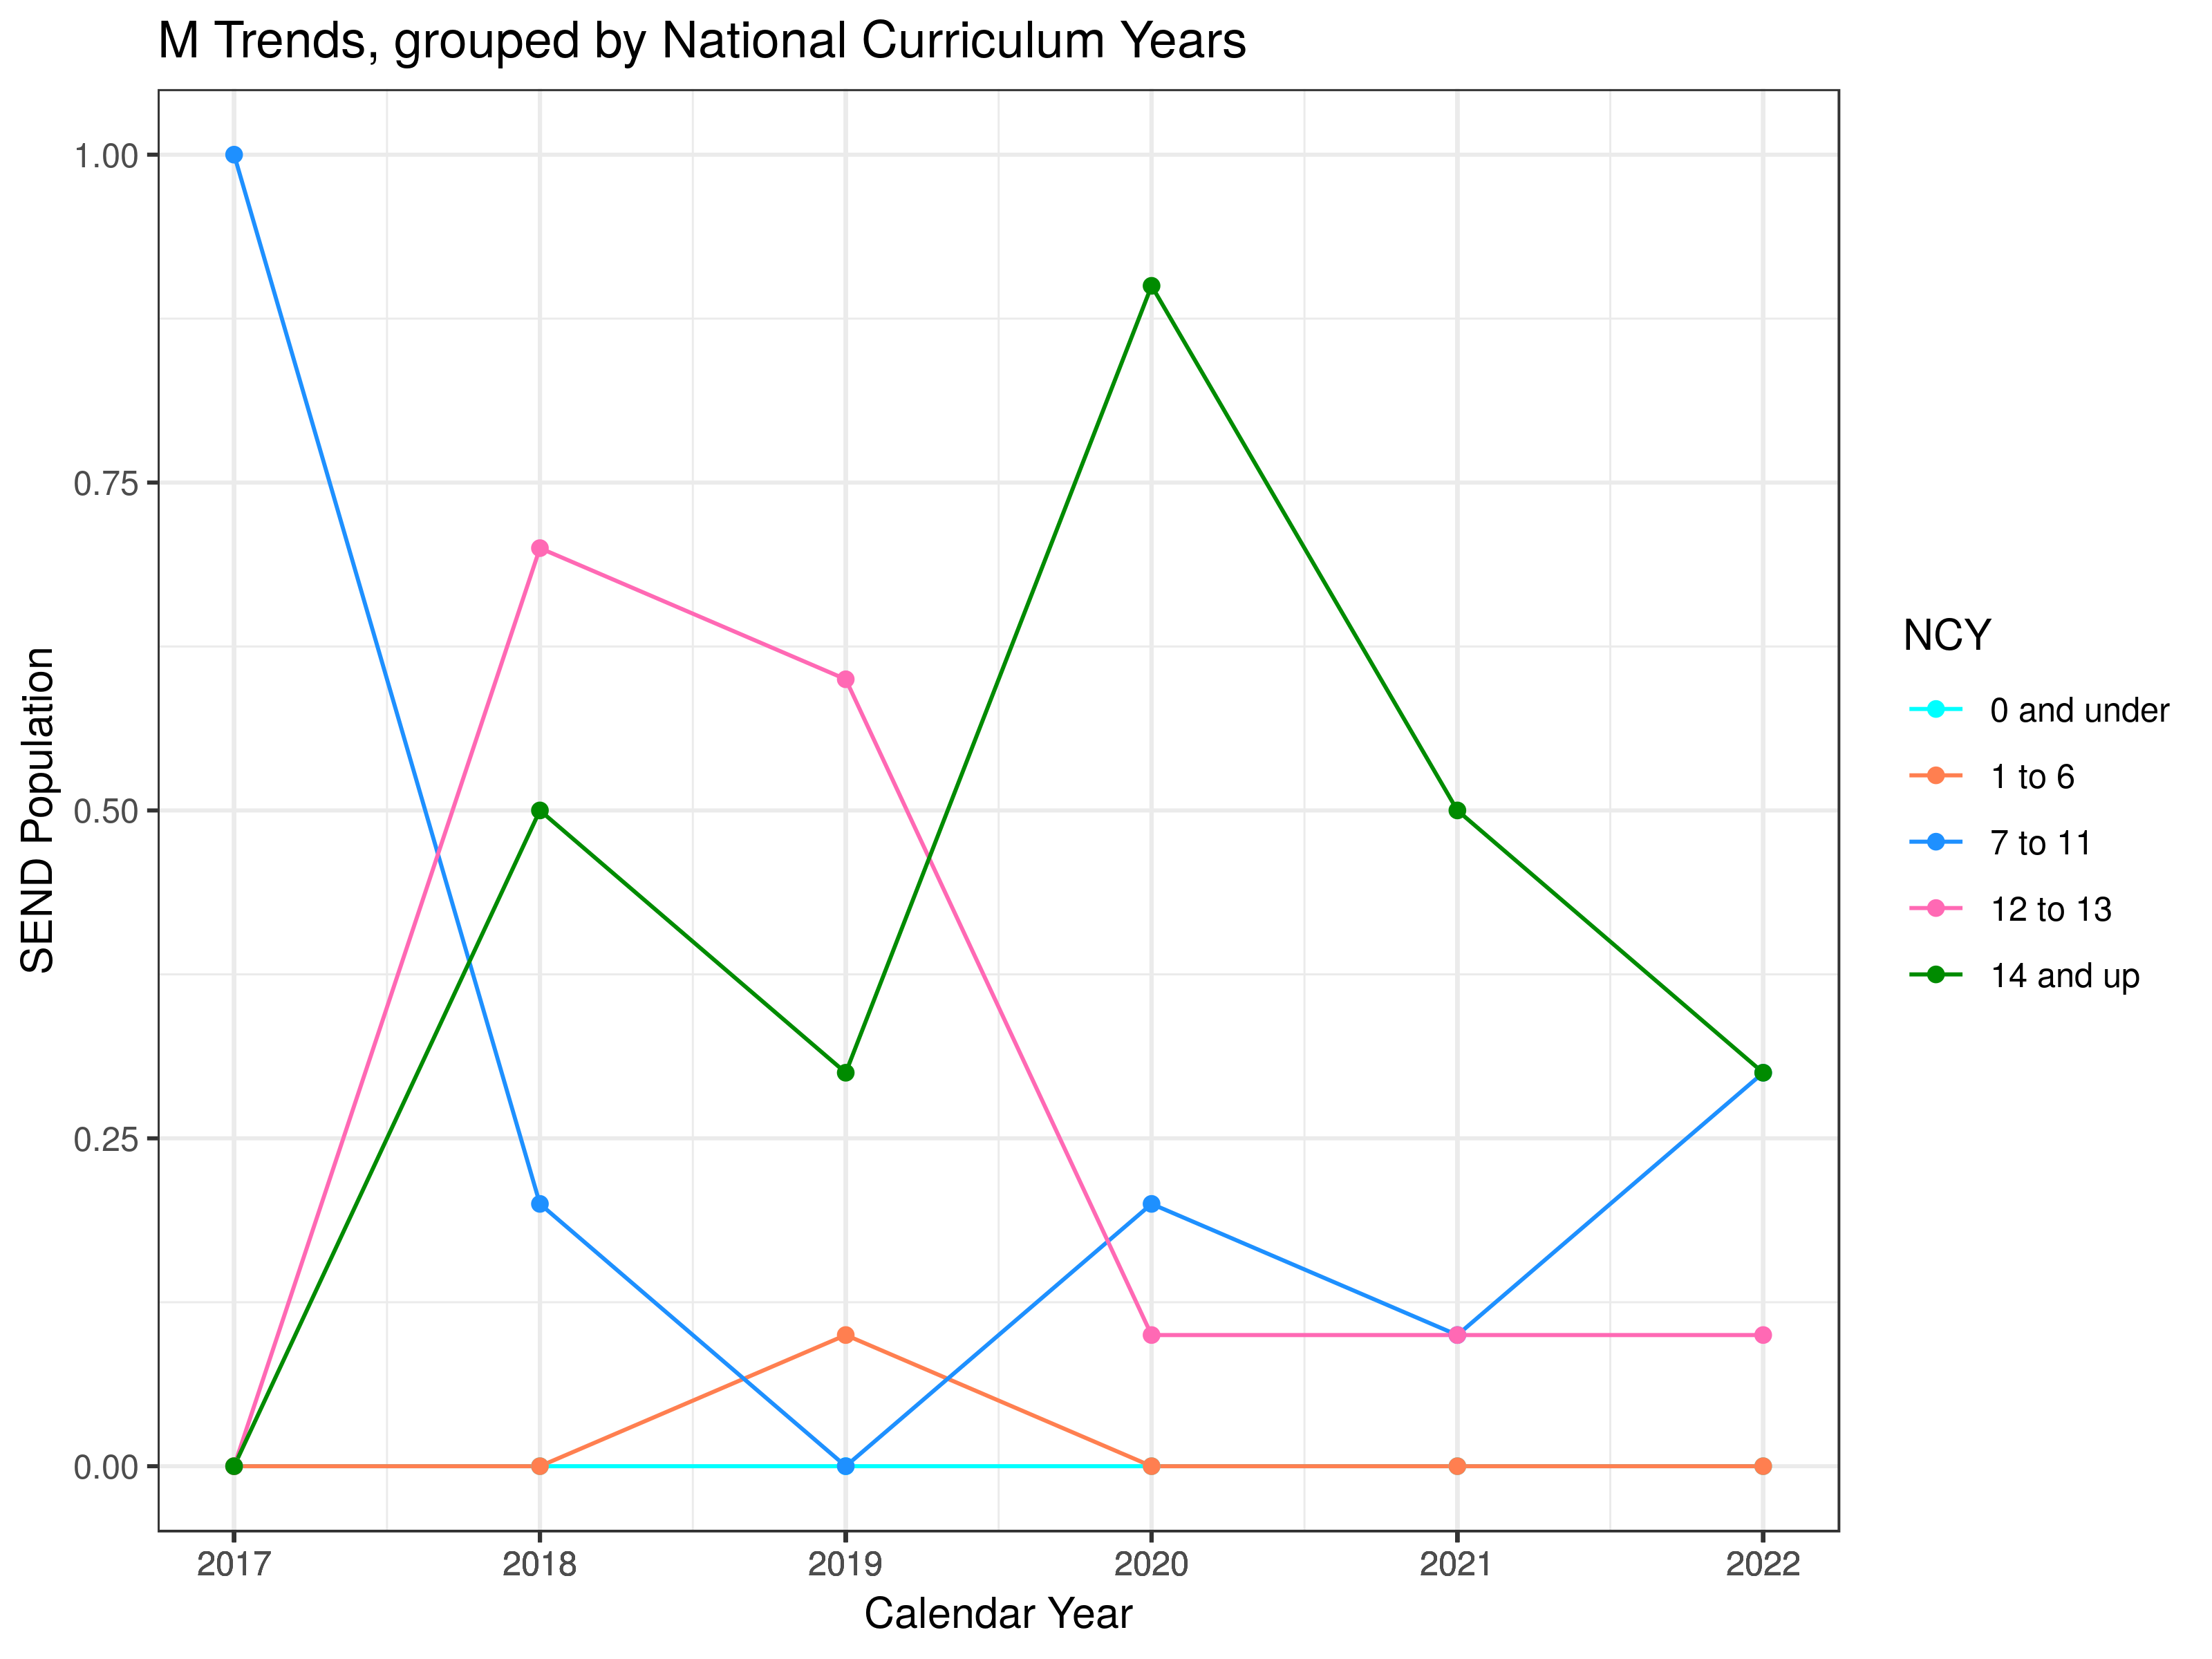 M Trends, grouped by National Curriculum Years
1.00
0.75
0.50
0.25
0.00
SEND Population
2017 2018 2019 2020 2021 2022
Calendar Year
NCY
0 and under
1 to 6
7 to 11
12 to 13
14 and up